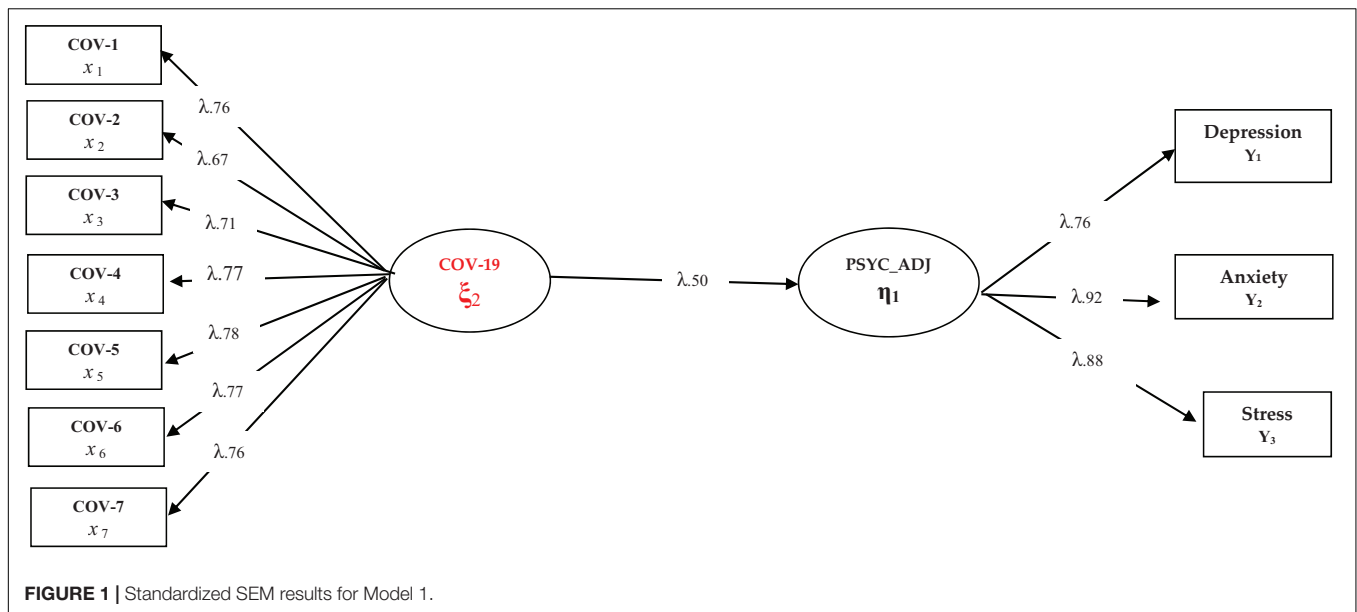 COV-1
x 1
λ.76
COV-2
x 2
λ.67
COV-3
x 3
λ.71
COV-4
x 4
λ.77
COV-5
x 5
λ.78
COV-6
x 6
λ.77
COV-7
x 7
λ.76
COV-19
ξ2
λ.50
PSYC_ADJ
η1
λ.76
Depression
Y1
λ.92
Anxiety
Y2
λ.88
Stress
Y3
FIGURE 1 | Standardized SEM results for Model 1.